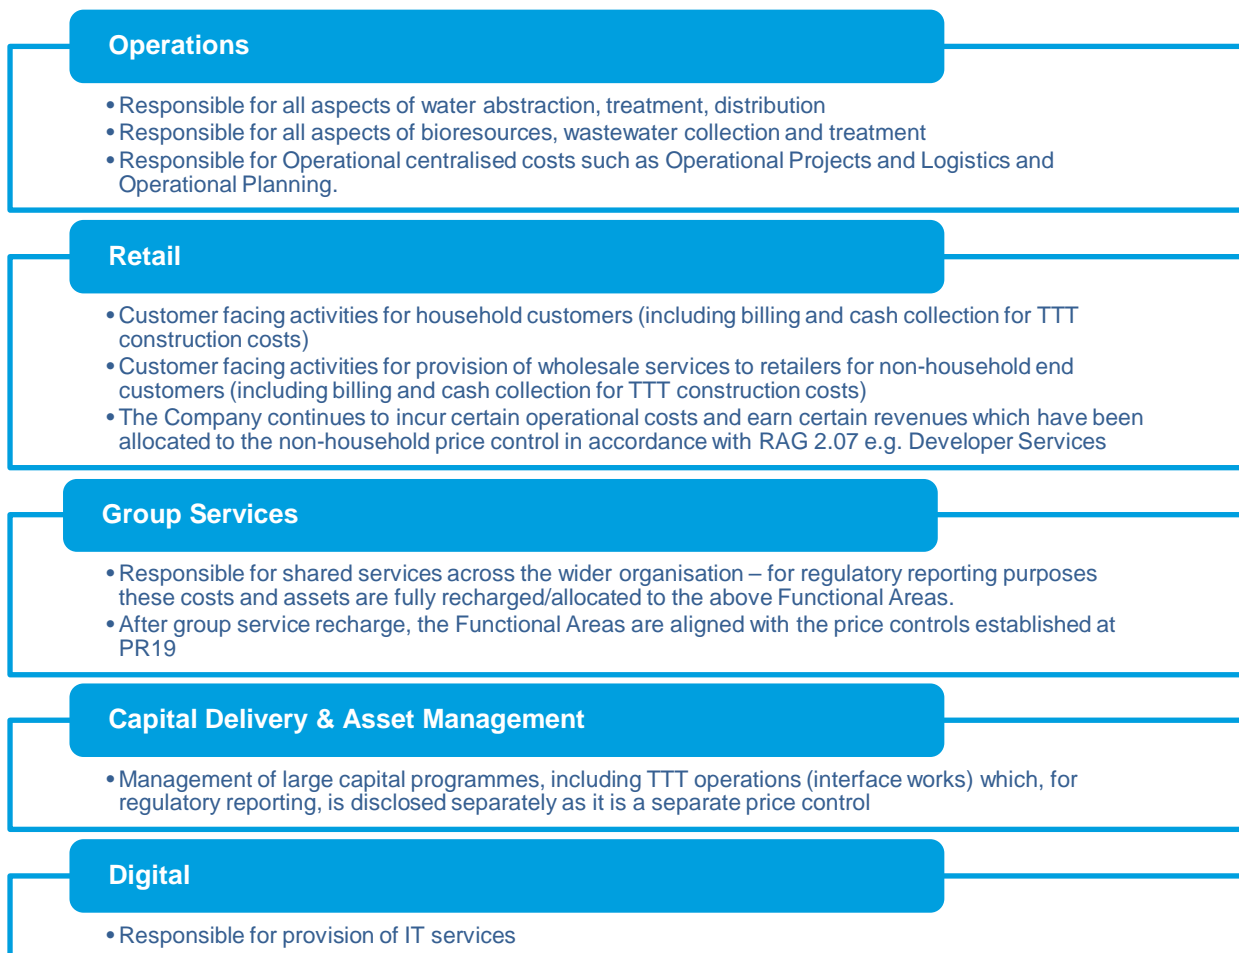 Operations
•Responsible for all aspects of water abstraction, treatment, distribution
•Responsible for all aspects of bioresources, wastewater collection and treatment
•Responsible for Operational centralised costs such as Operational Projects and Logistics and
Operational Planning.
Retail
•Customer facing activities for household customers (including billing and cash collection for TTT
construction costs)
•Customer facing activities for provision of wholesale services to retailers for non-household end
customers (including billing and cash collection for TTT construction costs)
•The Company continues to incur certain operational costs and earn certain revenues which have been
allocated to the non-household price control in accordance with RAG 2.07 e.g. Developer Services
Group Services
•Responsible for shared services across the wider organisation – for regulatory reporting purposes
these costs and assets are fully recharged/allocated to the above Functional Areas.
•After group service recharge, the Functional Areas are aligned with the price controls established at
PR19
Capital Delivery & Asset Management
•Management of large capital programmes, including TTT operations (interface works) which, for
regulatory reporting, is disclosed separately as it is a separate price control
Digital
•Responsible for provision of IT services